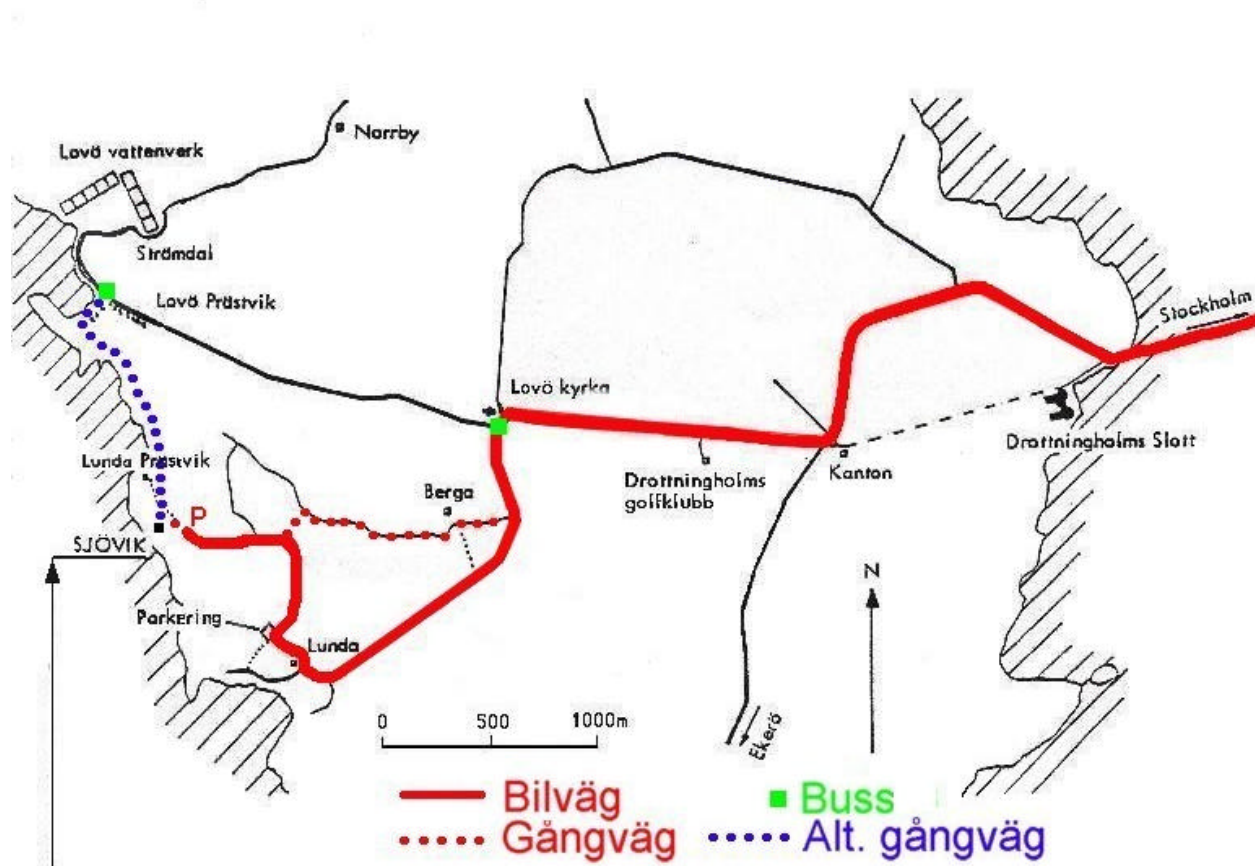 Norrby
Lovö vattenverk
Strömdal
Lovö Prästvik
Stockholm
Lovö kyrka
Drottningholms Slott
Lunda Prästvik
Berga
Drottningholms
golfklubb
Kanton
P
SJÖVIK
N
Parkering
Lunda
0 500 1000m
Ekerö
Bilväg
Buss
Gångväg
Alt. gångväg